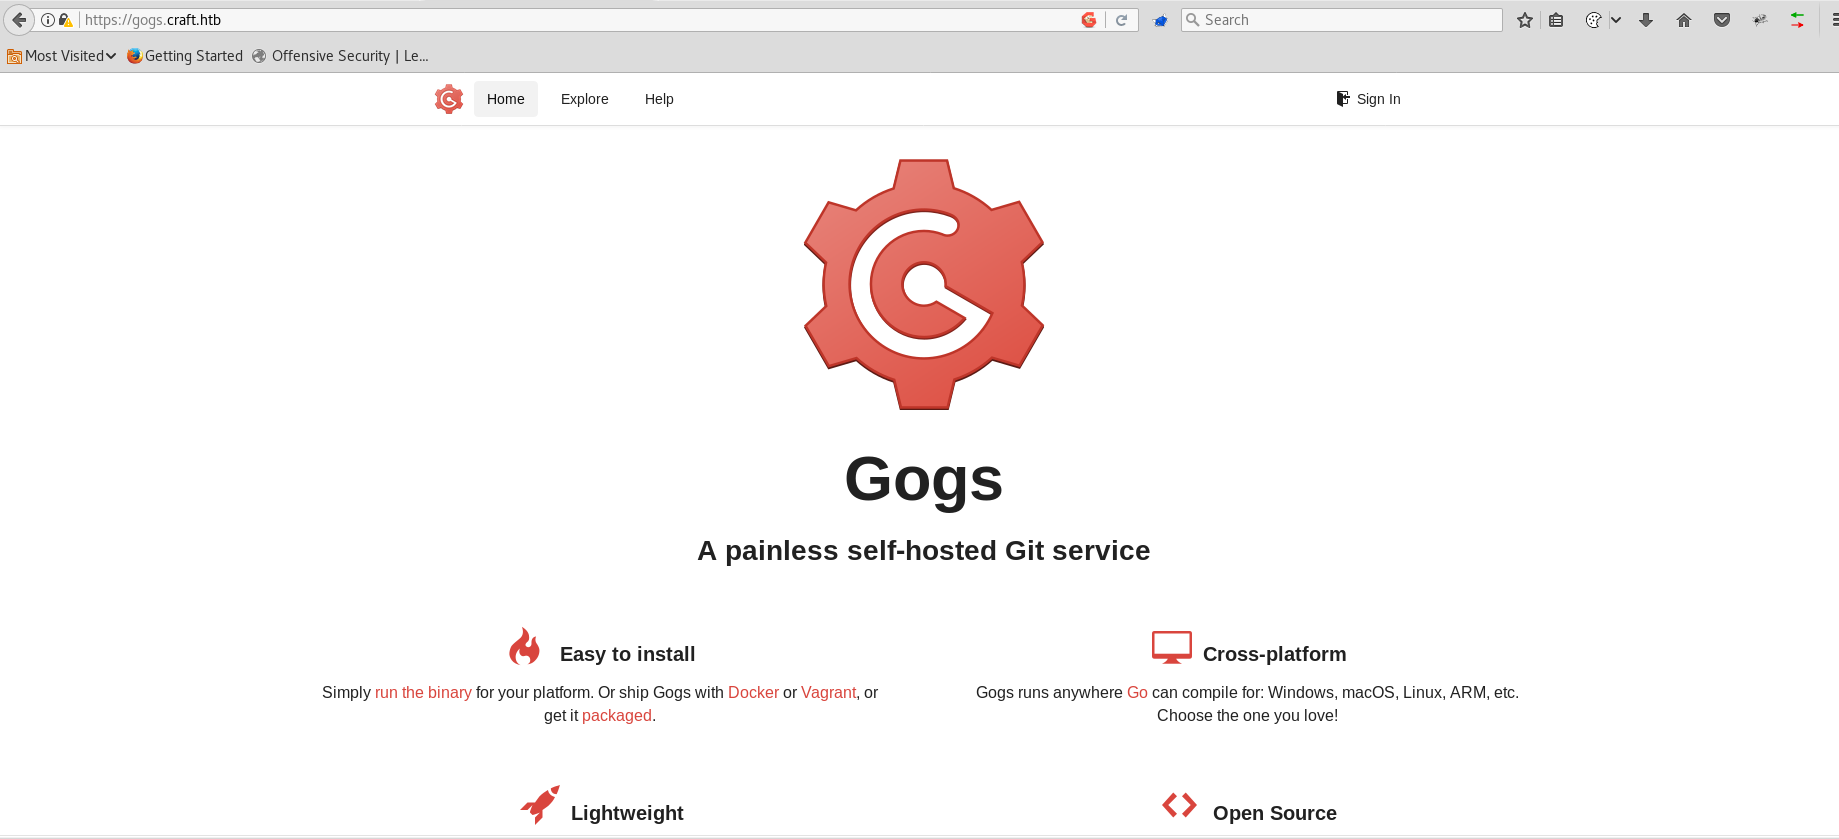 https://gogs.craft.htb
Search
Most Visited
Getting Started
Offensive Security | Le...
Home
Explore
Help
Sign In
Gogs
A painless self-hosted Git service
Easy to install
Simply run the binary for your platform. Or ship Gogs with Docker or Vagrant, or
get it packaged.
Cross-platform
Gogs runs anywhere Go can compile for: Windows, macOS, Linux, ARM, etc.
Choose the one you love!
Lightweight
Open Source